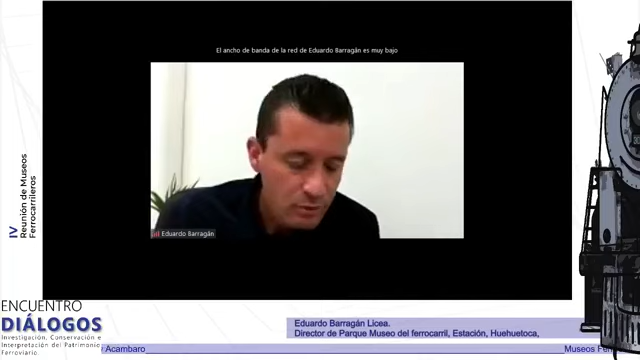 El ancho de banda de la red de Eduardo Barragán es muy bajo
Eduardo Barragán
IV
Reunión de Museos
Ferrocarrileros
30
ENCUENTRO
DIÁLOGOS
Investigación, Conservación e
Interpretación del Patrimonio
Ferroviario.
Eduardo Barragán Licea.
Director de Parque Museo del ferrocarril, Estación, Huehuetoca,
Acambaro
Museos